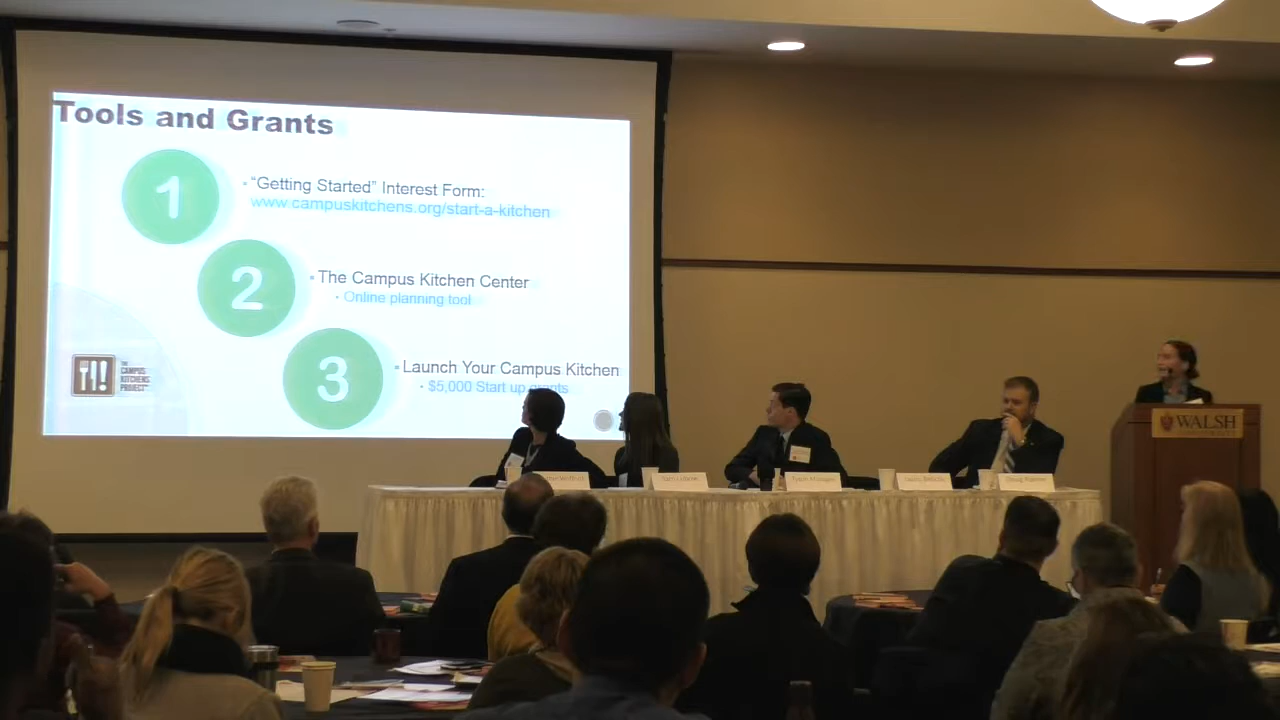 Tools and Grants
1
"Getting Started" Interest Form:
www.campuskitchens.org/start-a-kitchen
2
The Campus Kitchen Center
Online planning tool
3
Launch Your Campus Kitchen
$5,000 Start up grants
THE
CAMPUS
KITCHENS
PROJECT
WALSH
UNIVERSITY